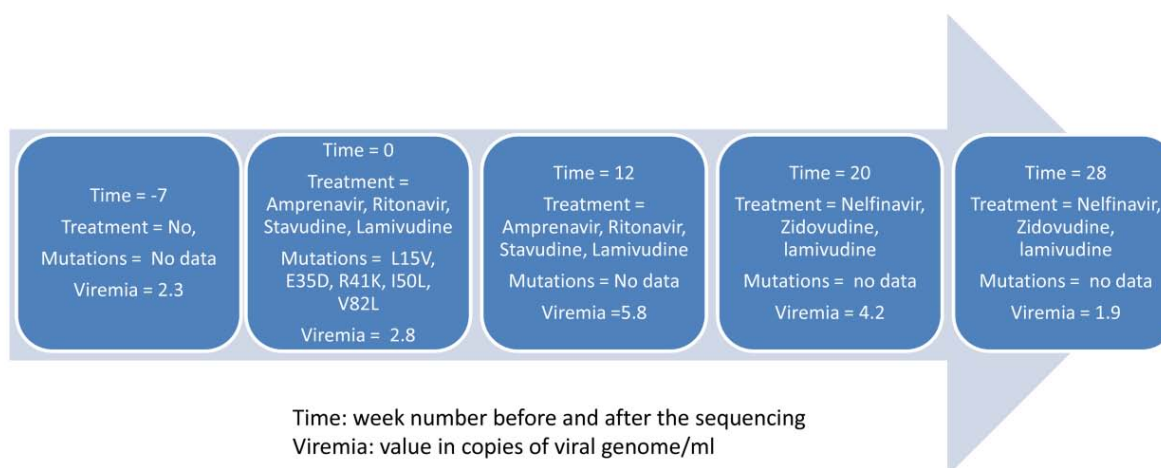 Time = -7
Treatment = No,
Mutations = No data
Viremia = 2.3
Time = 0
Treatment =
Amprenavir, Ritonavir,
Stavudine, Lamivudine
Mutations = L15V,
E35D, R41K, I50L,
V82L
Viremia = 2.8
Time = 12
Treatment =
Amprenavir, Ritonavir,
Stavudine, Lamivudine
Mutations = No data
Viremia =5.8
Time = 20
Treatment = Nelfinavir,
Zidovudine,
lamivudine
Mutations = no data
Viremia = 4.2
Time = 28
Treatment = Nelfinavir,
Zidovudine,
lamivudine
Mutations = no data
Viremia = 1.9
Time: week number before and after the sequencing
Viremia: value in copies of viral genome/ml